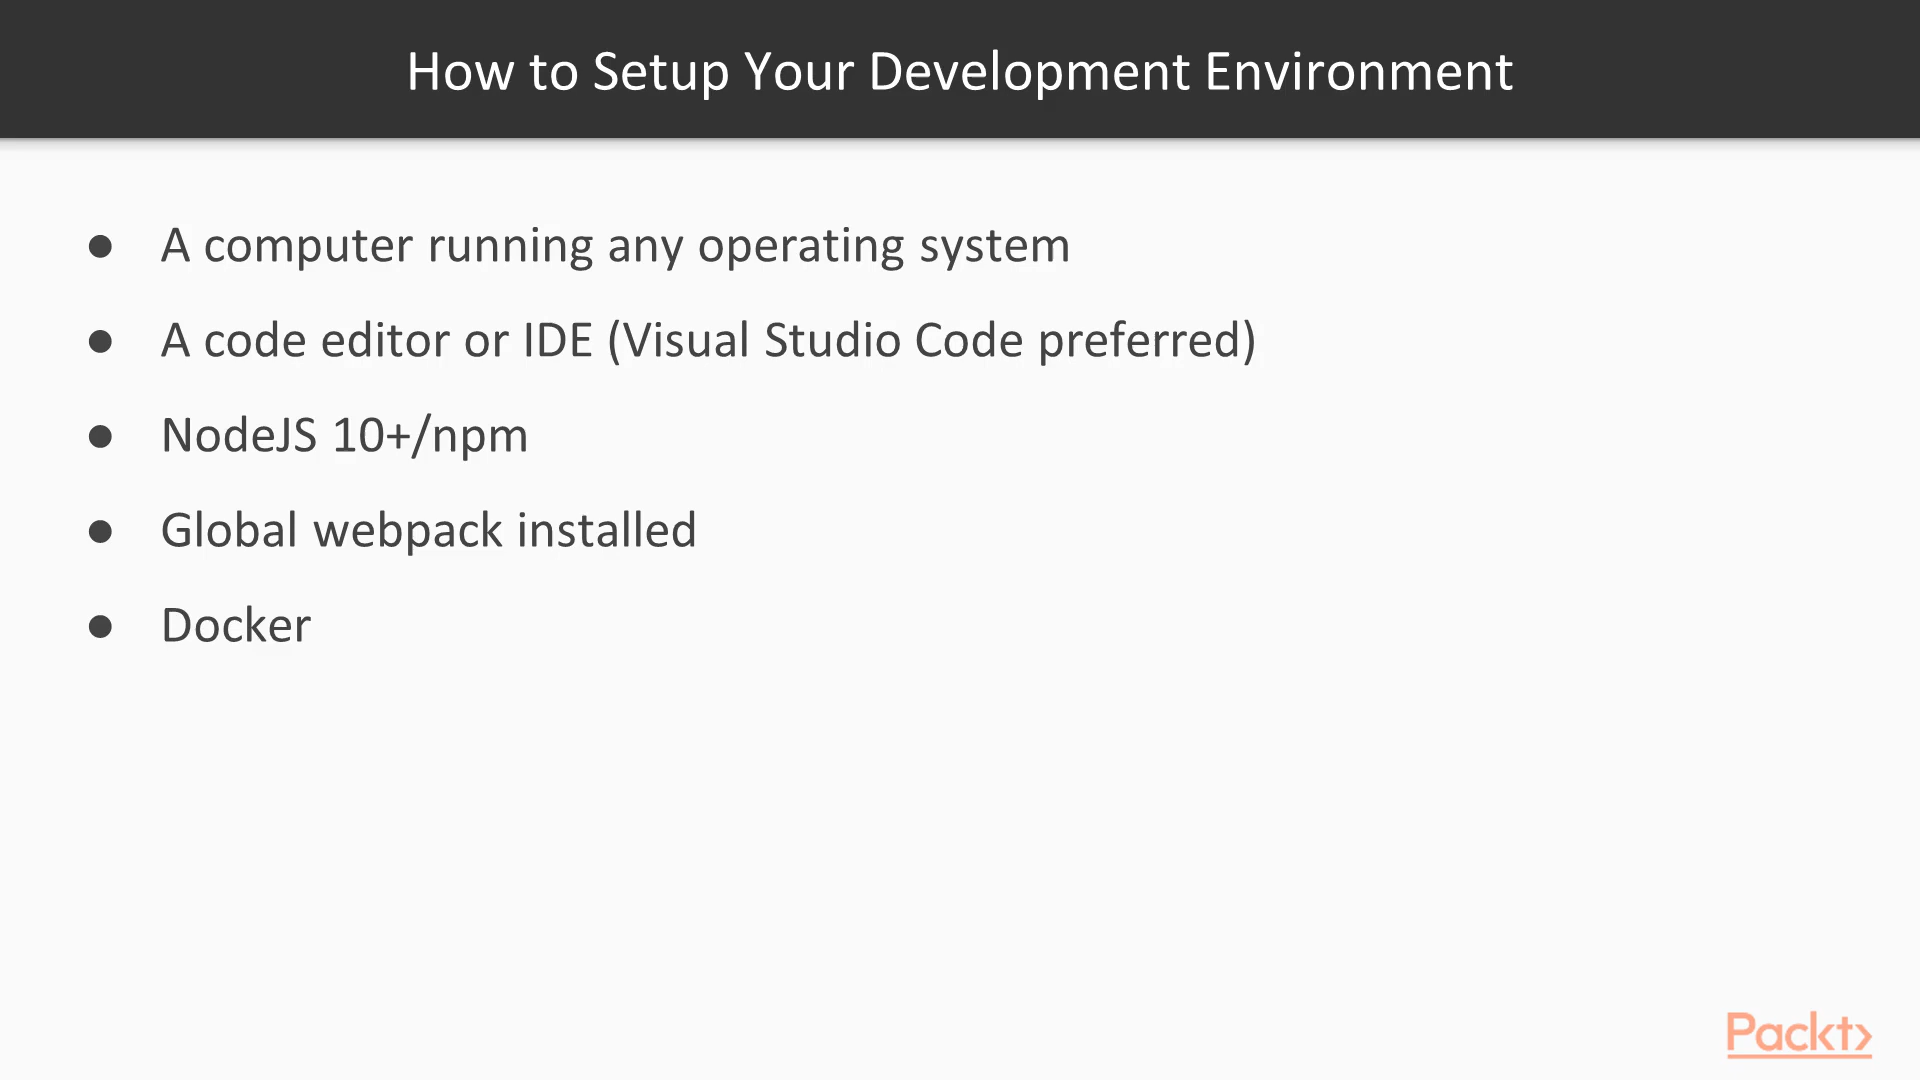 How to Setup Your Development Environment
● A computer running any operating system
● A code editor or IDE (Visual Studio Code preferred)
● NodeJS 10+/npm
● Global webpack installed
● Docker
Packt>